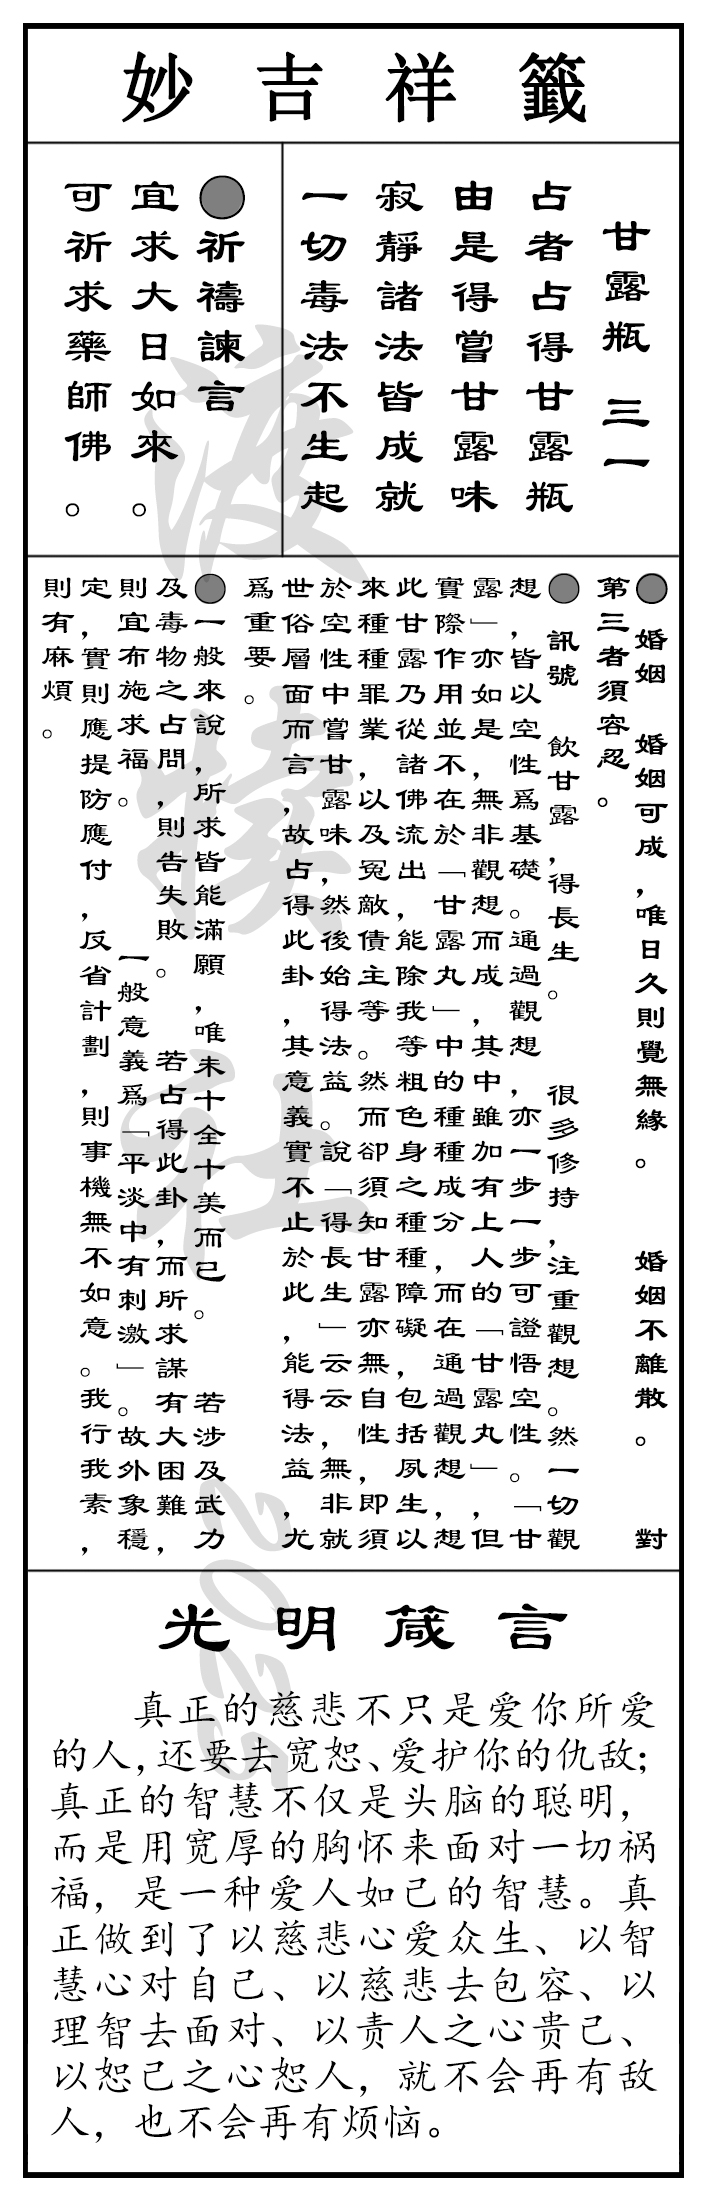 妙吉祥籤
甘露瓶 三一
占者占得甘露瓶
由是得嘗甘露味
寂靜諸法皆成就
一切毒法不生起
●祈禱諫言
宜求大日如來。
可祈求藥師佛。
● 婚姻 婚姻可成，唯日久則覺無緣。 婚姻不離散。 對
第三者須容忍。
● 訊號 飲甘露，得長生。 很多修持，注重觀想。然一切觀
想，皆以空性爲基礎。通過觀想，亦一步一步可證悟空性。「甘
露」亦如是，無非觀想而成，其中雖加有上人的「甘露丸」，但
實際作用並不在於「甘露丸」中的種種成分，而在通過觀想，想
此甘露乃從諸佛流出，能除我等粗色身之種種障礙，包括夙生以
來種種罪業，以及冤敵債主等。然而卻須知甘露亦無自性，即須
於空性中嘗甘露味，然後始得法益。說「得長生」云云，無非就
世俗層面而言，故占得此卦，其意義實不止於此，能得法益，尤
爲重要。
●一般來說，所求皆能滿願，唯未十全十美而已。 若涉及武力
及毒物之占問，則告失敗。 若占得此卦，而所求謀有大困難，
則宜布施求福。 一般意義爲「平淡中有刺激」。故外象穩
定，實則應提防應付，反省計劃，則事機無不如意。我行我素，
則有麻煩。
光明箴言
真正的慈悲不只是爱你所爱
的人，还要去宽恕、爱护你的仇敌；
真正的智慧不仅是头脑的聪明，
而是用宽厚的胸怀来面对一切祸
福，是一种爱人如己的智慧。真
正做到了以慈悲心爱众生、以智
慧心对自己、以慈悲去包容、以
理智去面对、以责人之心贵己、
以恕己之心恕人，就不会再有敌
人，也不会再有烦恼。
2025